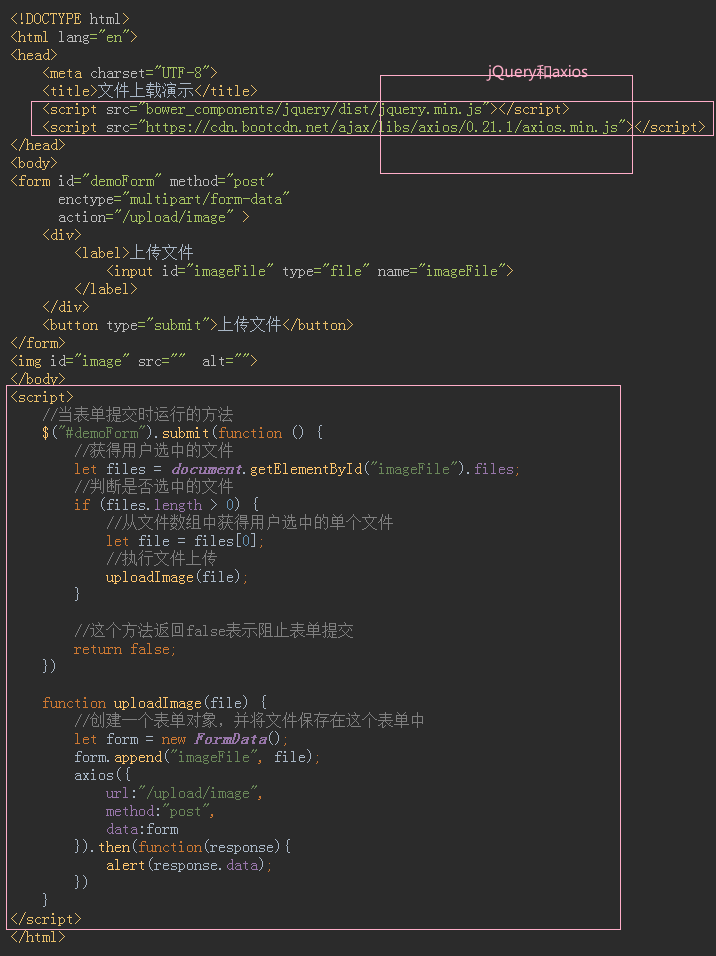 <!DOCTYPE html>
<html lang="en">
<head>
    <meta charset="UTF-8">
jQuery和axios
    <title>文件上载演示</title>
    <script src="bower_components/jquery/dist/jquery.min.js"></script>
    <script src="https://cdn.bootcdn.net/ajax/libs/axios/0.21.1/axios.min.js"></script>
</head>
<body>
<form id="demoForm" method="post"
      enctype="multipart/form-data"
      action="/upload/image" >
    <div>
        <label>上传文件
            <input id="imageFile" type="file" name="imageFile">
        </label>
    </div>
    <button type="submit">上传文件</button>
</form>
<img id="image" src=""  alt="">
</body>
<script>
    //当表单提交时运行的方法
    $("#demoForm").submit(function () {
        //获得用户选中的文件
        let files = document.getElementById("imageFile").files;
        //判断是否选中的文件
        if (files.length > 0) {
            //从文件数组中获得用户选中的单个文件
            let file = files[0];
            //执行文件上传
            uploadImage(file);
        }

        //这个方法返回false表示阻止表单提交
        return false;
    })

    function uploadImage(file) {
        //创建一个表单对象，并将文件保存在这个表单中
        let form = new FormData();
        form.append("imageFile", file);
        axios({
            url:"/upload/image",
            method:"post",
            data:form
        }).then(function(response){
            alert(response.data);
        })
    }
</script>
</html>